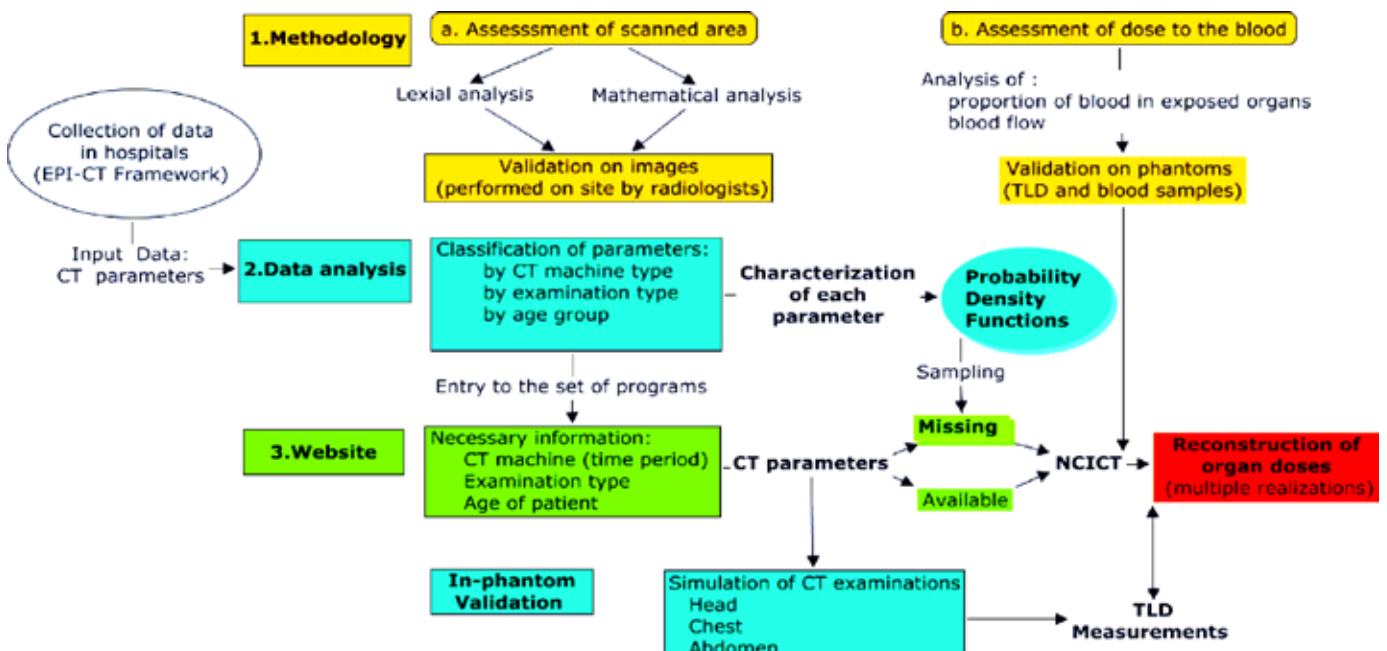 1.Methodology
a. Assesssment of scanned area
b. Assessment of dose to the blood
Lexial analysis
Mathematical analysis
Analysis of :
proportion of blood in exposed organs
blood flow
Collection of data
in hospitals
(EPI-CT Framework)
Validation on images
(performed on site by radiologists)
Validation on phantoms
(TLD and blood samples)
Input Data:
CT parameters
2.Data analysis
Classification of parameters:
by CT machine type
by examination type
by age group
Characterization
of each
parameter
Probability
Density
Functions
Entry to the set of programs
Sampling
3.Website
Necessary information:
CT machine (time period)
Examination type
Age of patient
CT parameters
Missing
Available
NCICT
Reconstruction of
organ doses
(multiple realizations)
In-phantom
Validation
Simulation of CT examinations
Head
Chest
Abdomen
TLD
Measurements